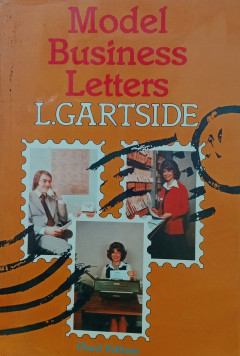 Model
Business
Letters
L.GARTSIDE
Third Edition